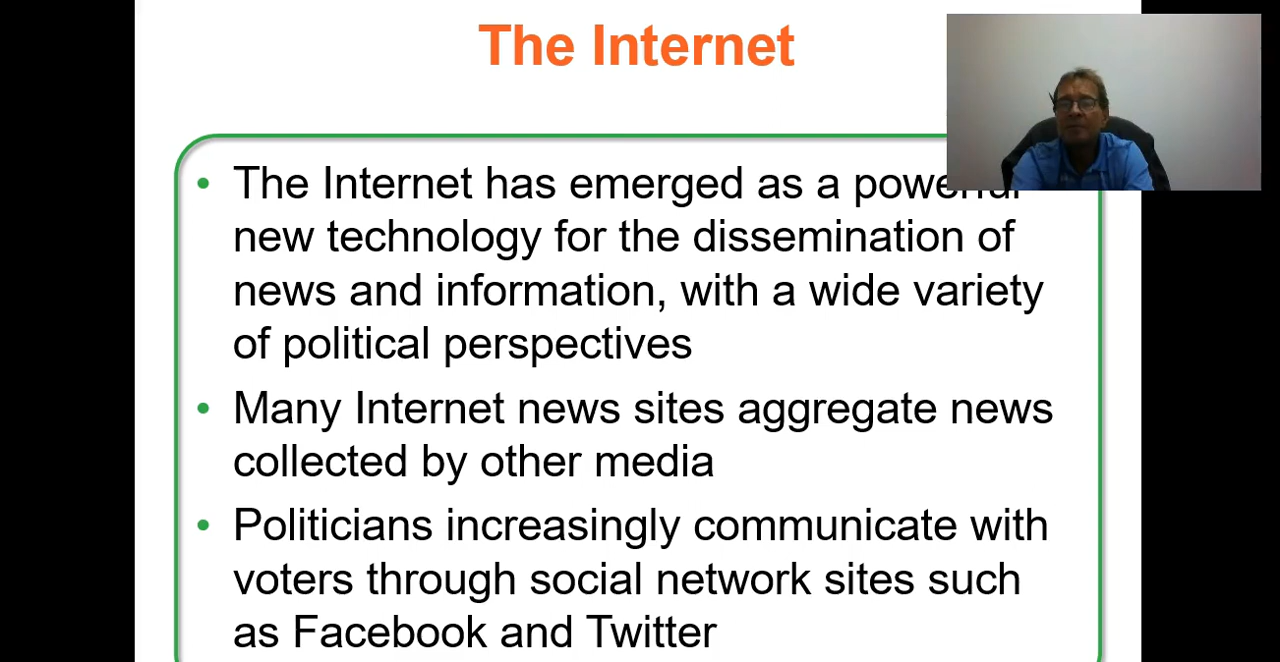 The Internet
• The Internet has emerged as a powerful
new technology for the dissemination of
news and information, with a wide variety
of political perspectives
• Many Internet news sites aggregate news
collected by other media
• Politicians increasingly communicate with
voters through social network sites such
as Facebook and Twitter